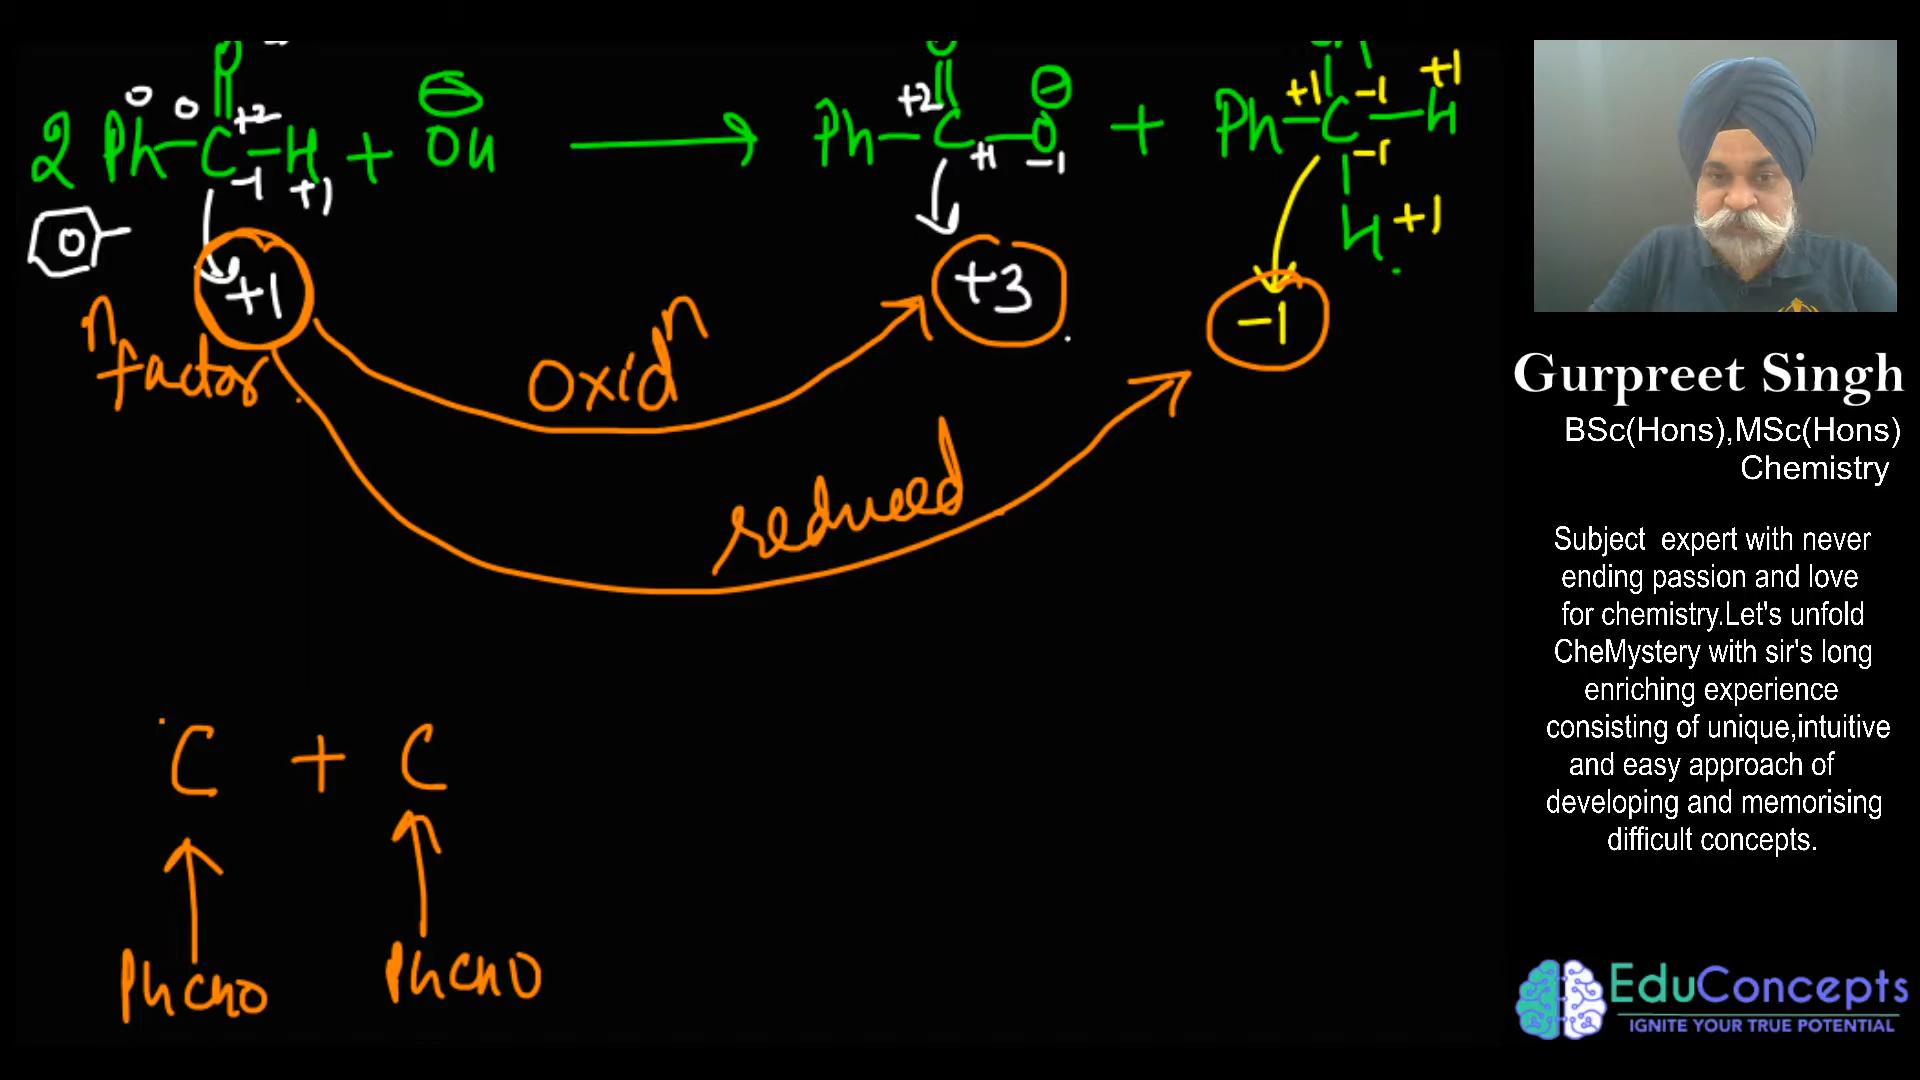 2 Ph-C-H + OH ⟶ Ph-C-O + Ph-C-H
O O +2 -1 +1 +2 +1 -1 ⊖ +1 -1 -1 +1
⊖ H +1
+1 +3 -1
n factor
oxidⁿ
reduced
C + C
PhCHO PhCHO
Gurpreet Singh
BSc(Hons),MSc(Hons)
Chemistry
Subject expert with never
ending passion and love
for chemistry.Let's unfold
CheMystery with sir's long
enriching experience
consisting of unique,intuitive
and easy approach of
developing and memorising
difficult concepts.
EduConcepts
IGNITE YOUR TRUE POTENTIAL